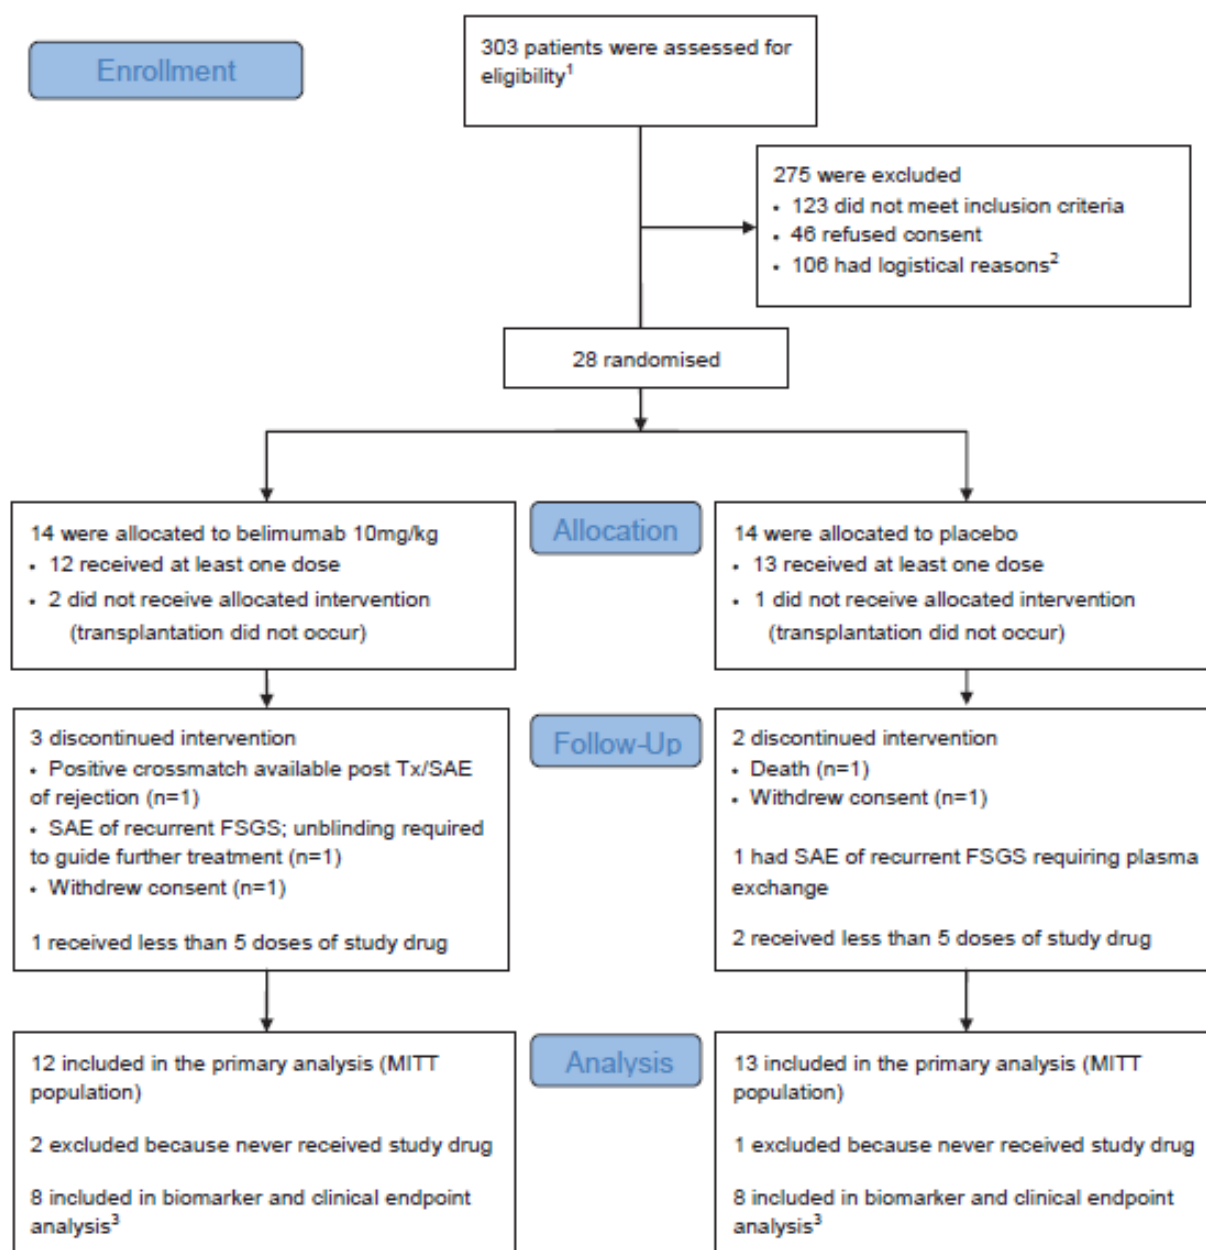 Enrollment
303 patients were assessed for
eligibility1
275 were excluded
• 123 did not meet inclusion criteria
• 46 refused consent
• 106 had logistical reasons2
28 randomised
Allocation
14 were allocated to belimumab 10mg/kg
• 12 received at least one dose
• 2 did not receive allocated intervention
(transplantation did not occur)
14 were allocated to placebo
• 13 received at least one dose
• 1 did not receive allocated intervention
(transplantation did not occur)
Follow-Up
3 discontinued intervention
• Positive crossmatch available post Tx/SAE
of rejection (n=1)
• SAE of recurrent FSGS; unblinding required
to guide further treatment (n=1)
• Withdrew consent (n=1)
1 received less than 5 doses of study drug
2 discontinued intervention
• Death (n=1)
• Withdrew consent (n=1)
1 had SAE of recurrent FSGS requiring plasma
exchange
2 received less than 5 doses of study drug
Analysis
12 included in the primary analysis (MITT
population)
2 excluded because never received study drug
8 included in biomarker and clinical endpoint
analysis3
13 included in the primary analysis (MITT
population)
1 excluded because never received study drug
8 included in biomarker and clinical endpoint
analysis3